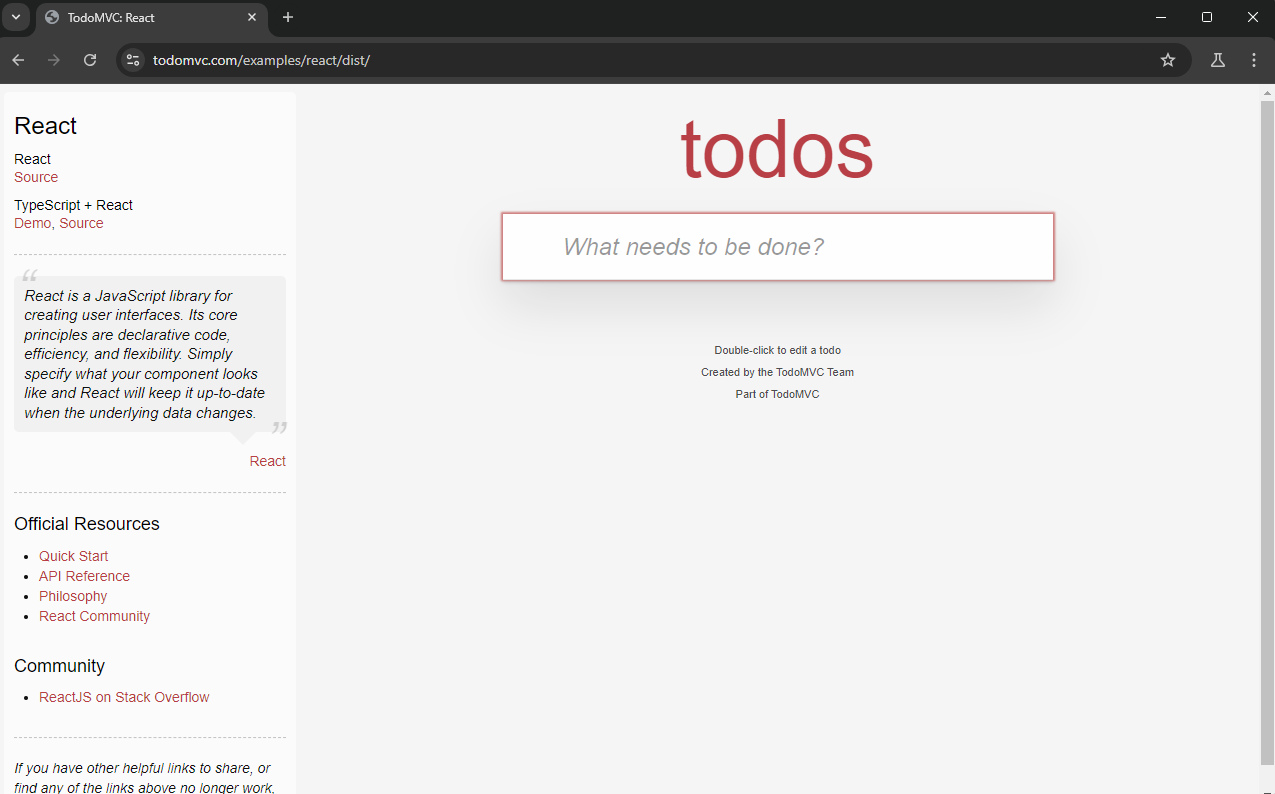 TodoMVC: React
todomvc.com/examples/react/dist/
React
React
Source
TypeScript + React
Demo, Source
“
React is a JavaScript library for
creating user interfaces. Its core
principles are declarative code,
efficiency, and flexibility. Simply
specify what your component looks
like and React will keep it up-to-date
when the underlying data changes.
”
React
Official Resources
Quick Start
API Reference
Philosophy
React Community
Community
ReactJS on Stack Overflow
If you have other helpful links to share, or
find any of the links above no longer work,
todos
What needs to be done?
Double-click to edit a todo
Created by the TodoMVC Team
Part of TodoMVC